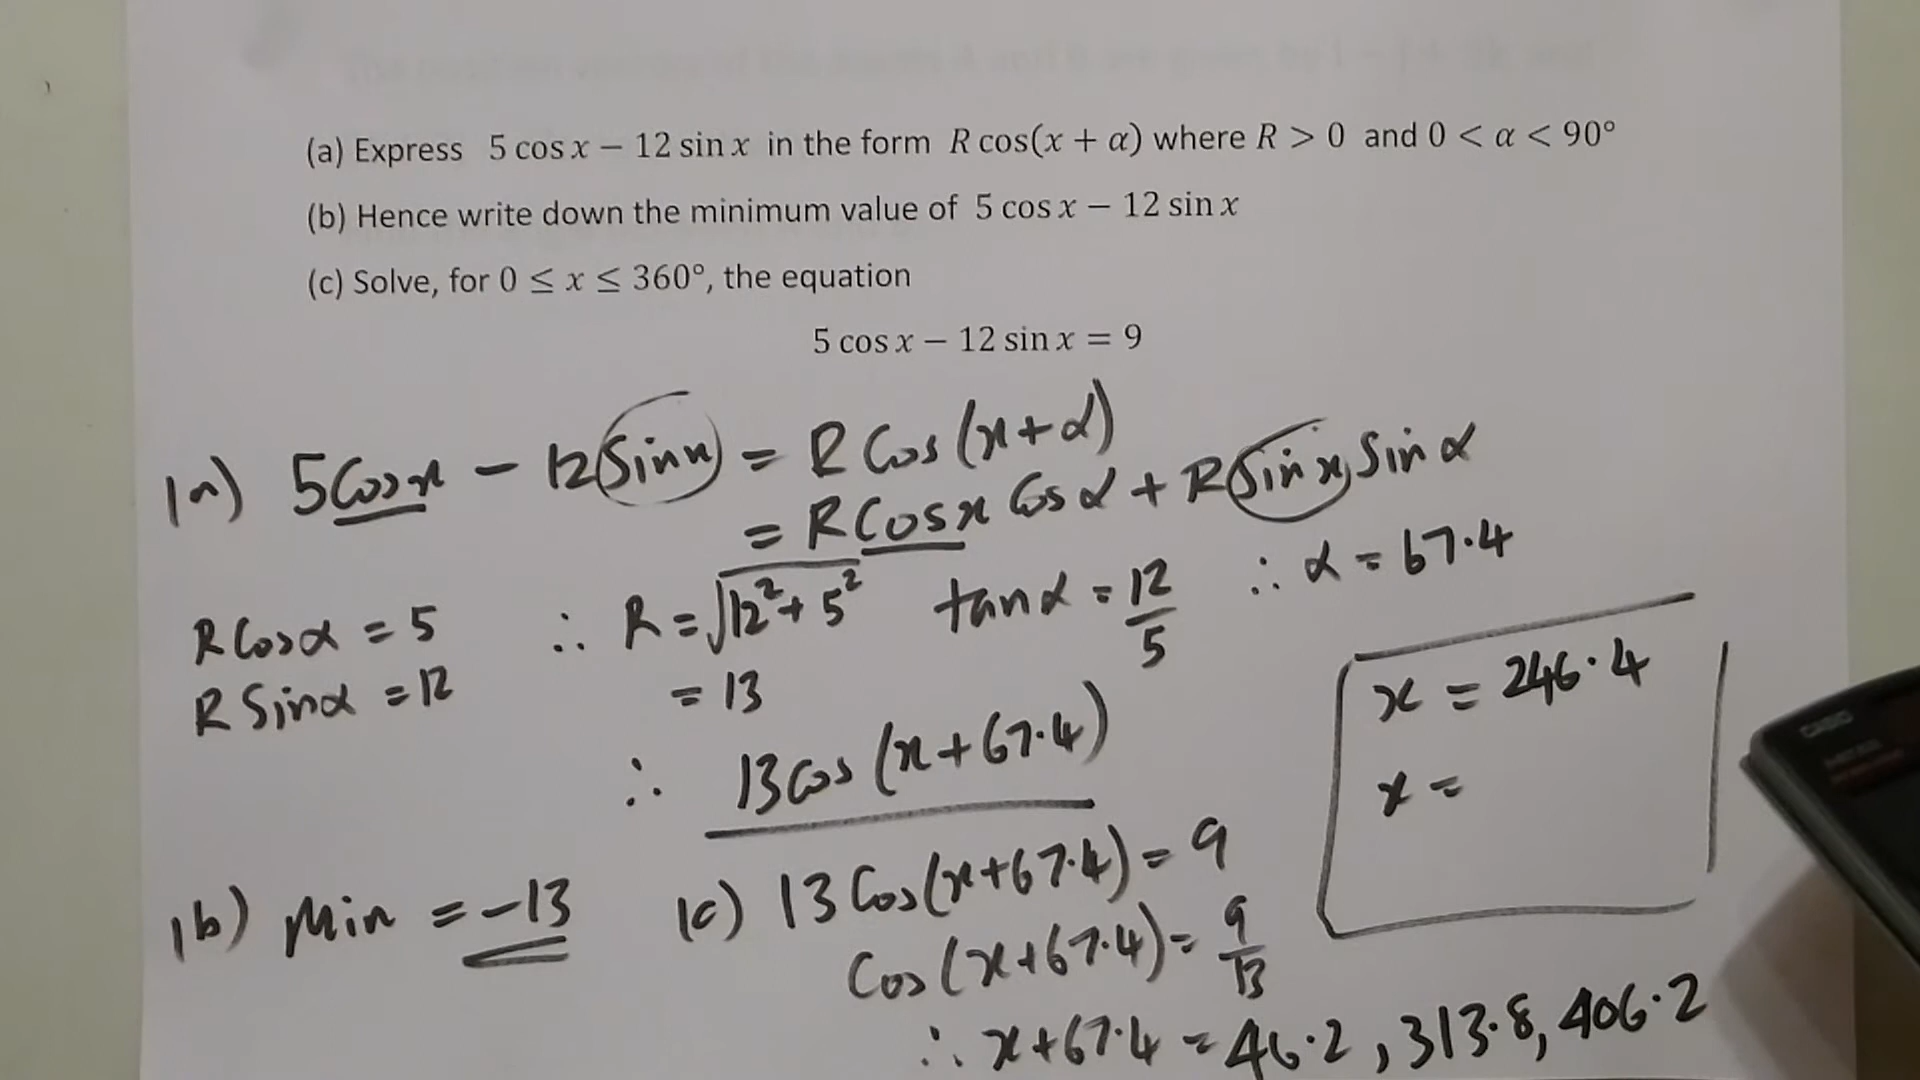 (a) Express 5 cos x − 12 sin x in the form R cos(x + α) where R > 0 and 0 < α < 90°
(b) Hence write down the minimum value of 5 cos x − 12 sin x
(c) Solve, for 0 ≤ x ≤ 360°, the equation
5 cos x − 12 sin x = 9
1a) 5Cosx − 12Sinx = R Cos (x+α)
= RCosx Cosα + RSinx Sinα
RCosα = 5
RSinα = 12
∴ R = √12² + 5²
= 13
tanα = 12/5
∴ α = 67.4
∴ 13Cos (x+67.4)
x = 246.4
x =
1b) Min = −13
1c) 13Cos(x+67.4) = 9
Cos(x+67.4) = 9/13
∴ x+67.4 = 46.2, 313.8, 406.2
CASIO